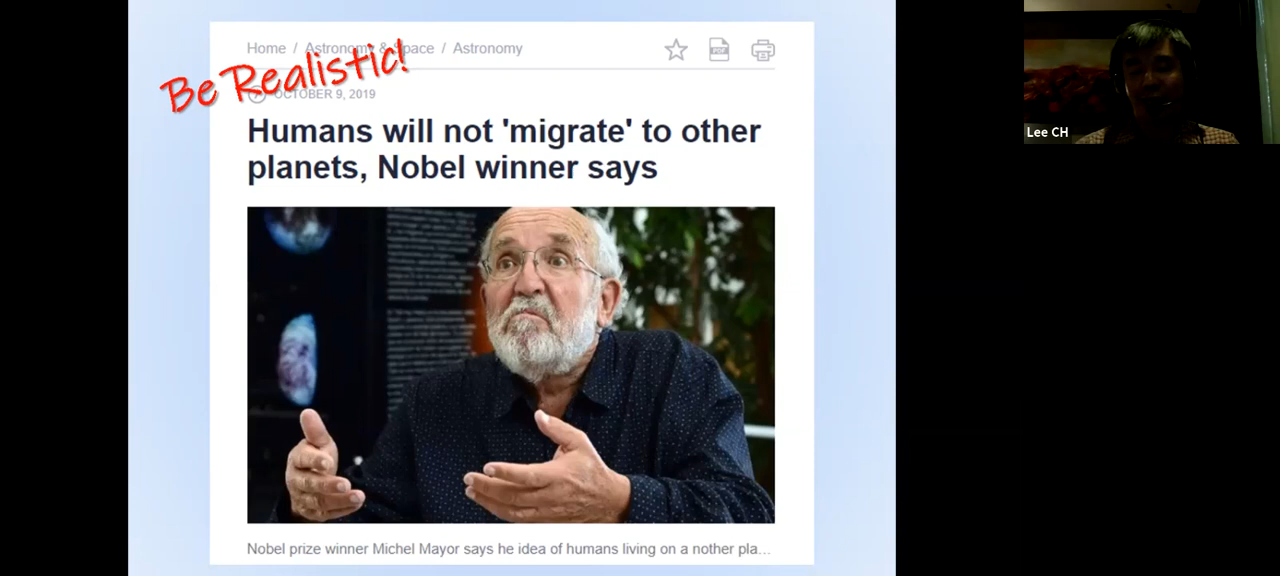 Home / Astronomy & Space / Astronomy
Be Realistic!
OCTOBER 9, 2019
Humans will not 'migrate' to other
planets, Nobel winner says
Nobel prize winner Michel Mayor says he idea of humans living on a nother pla...
Lee CH
PDF